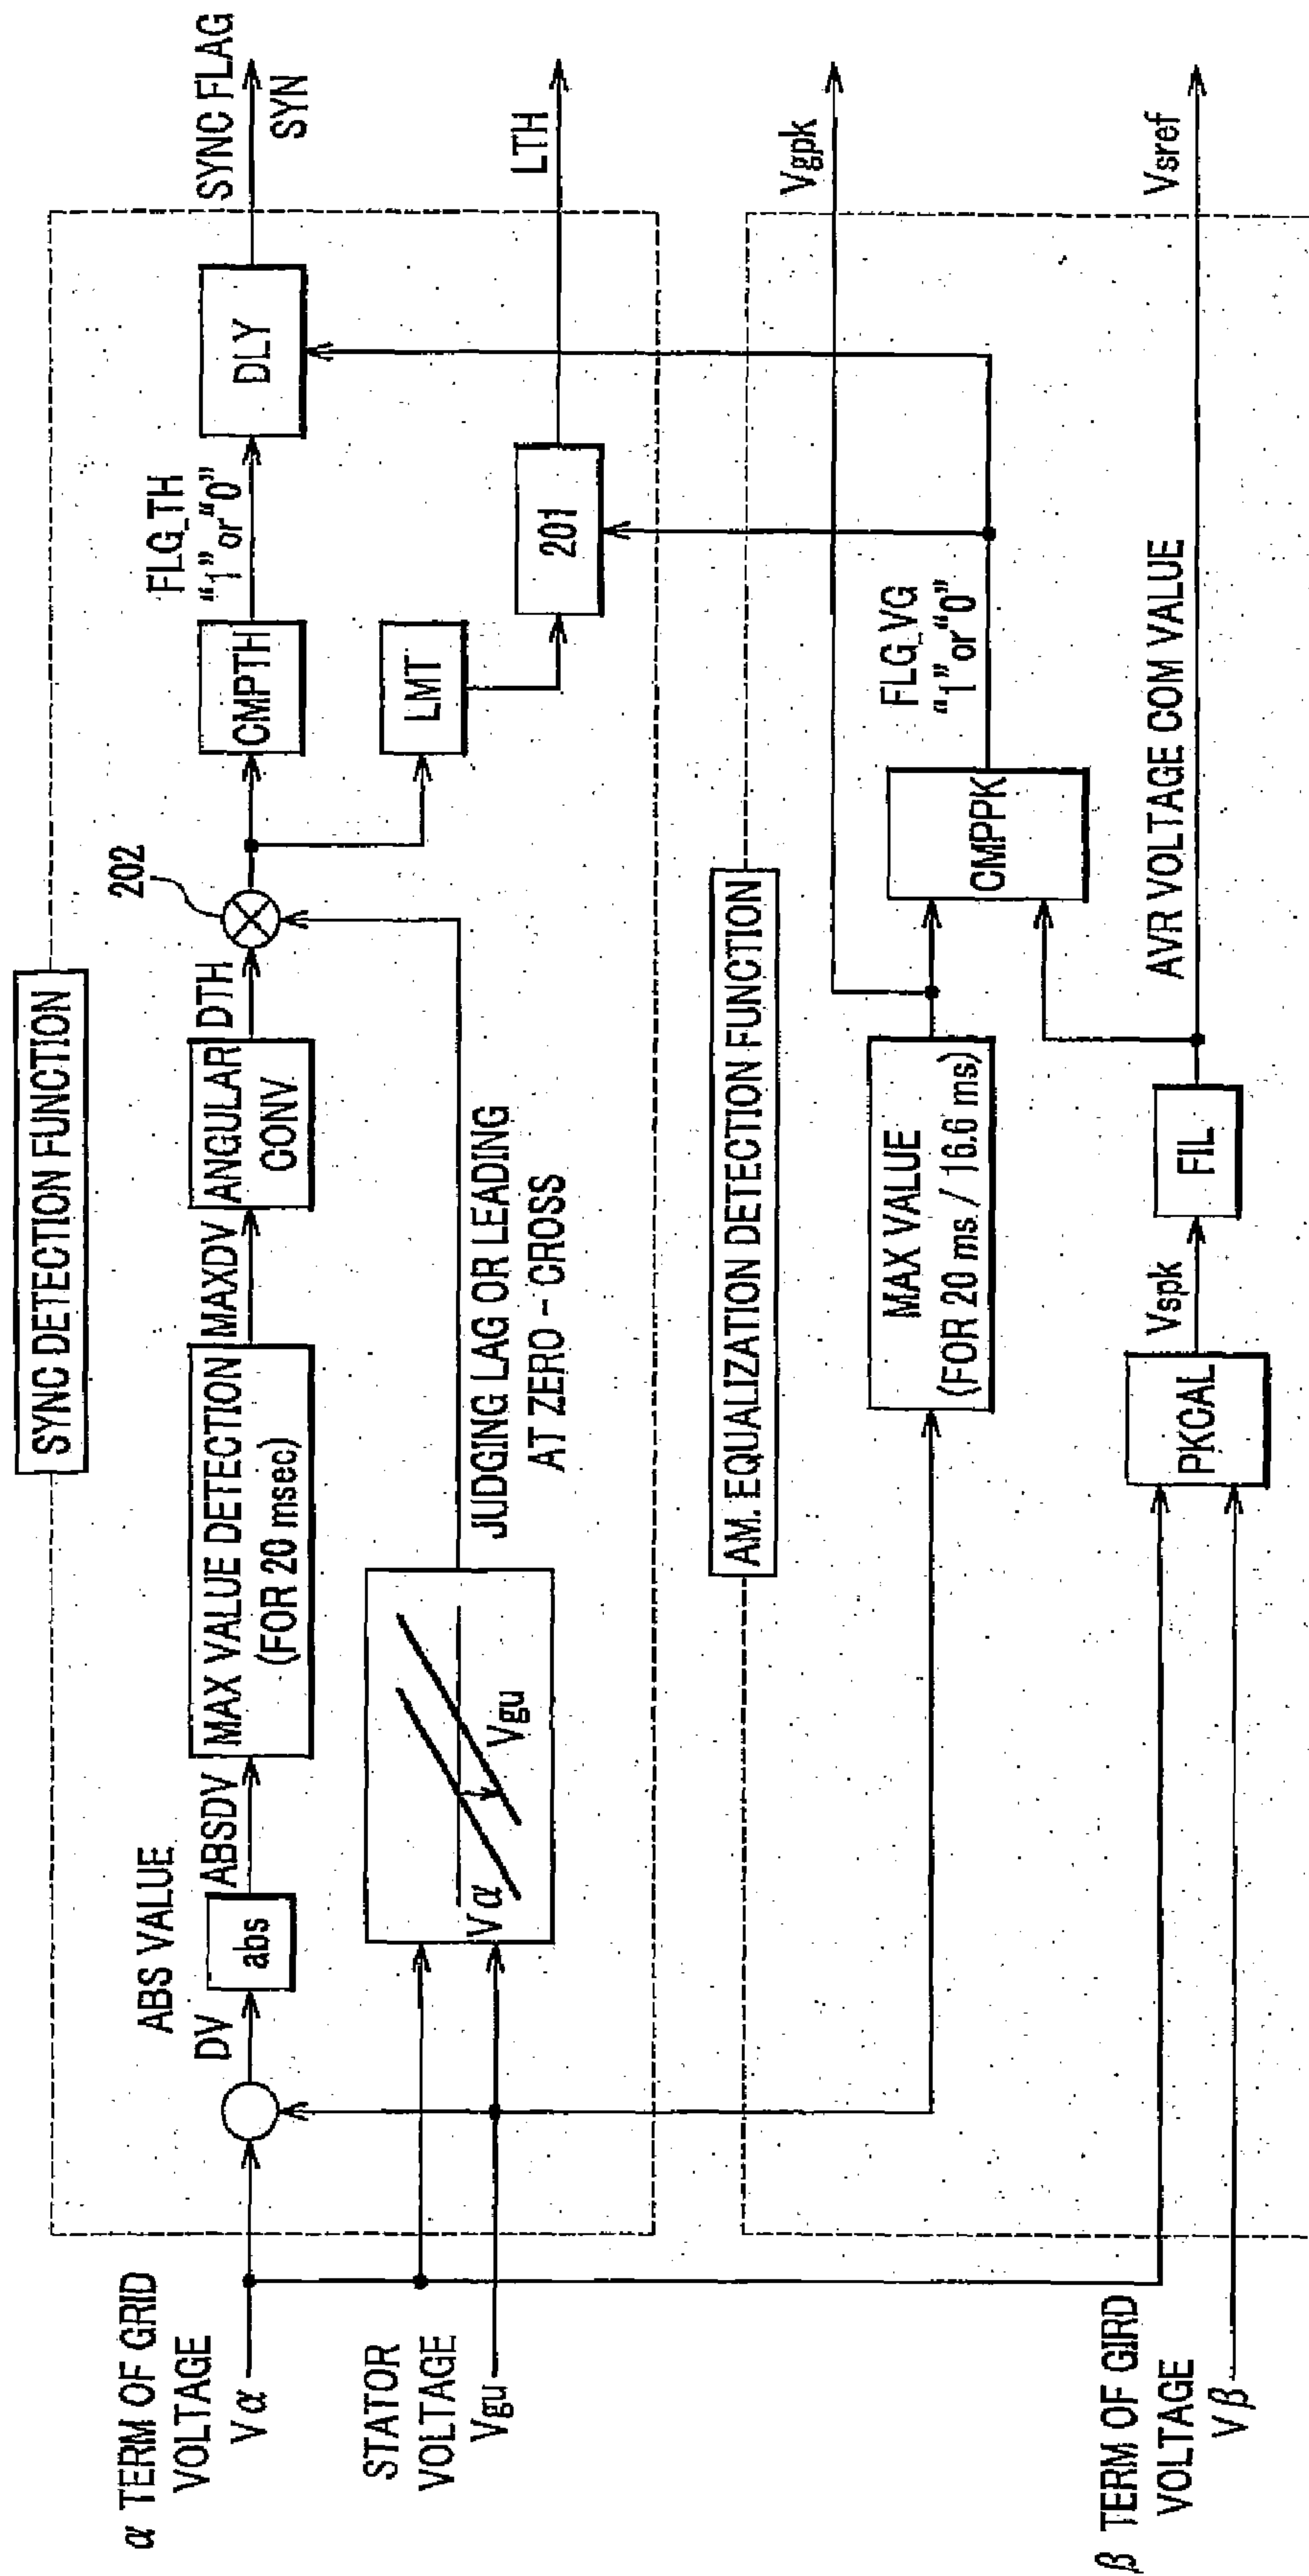 SYNC DETECTION FUNCTION
α TERM OF GRID
VOLTAGE
Vα
DV
ABS VALUE
abs
ABSDV
MAX VALUE DETECTION
(FOR 20 msec)
MAXDV
ANGULAR
CONV.
DTH
202
CMPTH
FLG_TH
“1” or “0”
DLY
SYNC FLAG
SYN
STATOR
VOLTAGE
Vgu
Vα
Vgu
JUDGING LAG OR LEADING
AT ZERO – CROSS
LMT
201
LTH
AM. EQUALIZATION DETECTION FUNCTION
MAX VALUE
(FOR 20 ms / 16.6 ms)
CMPPK
FLG_VG
“1” or “0”
Vgpk
β TERM OF GIRD
VOLTAGE
Vβ
PKCAL
Vspk
FIL
AVR VOLTAGE COM VALUE
Vsref